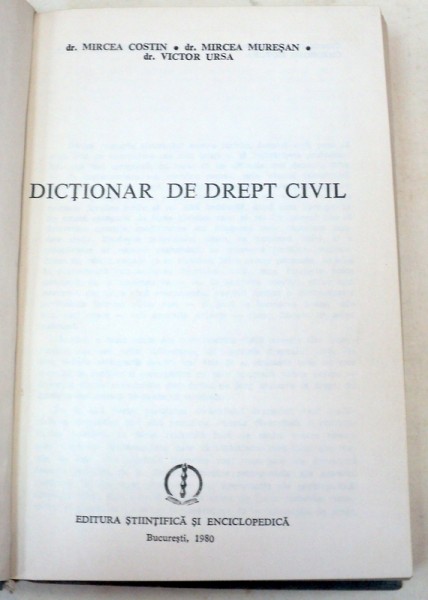 dr. MIRCEA COSTIN • dr. MIRCEA MUREȘAN •
dr. VICTOR URSA
DICȚIONAR DE DREPT CIVIL
EDITURA ȘTIINȚIFICĂ ȘI ENCICLOPEDICĂ
București, 1980